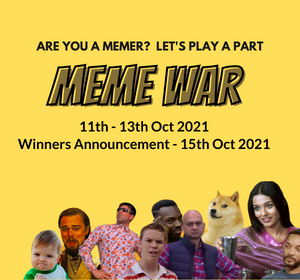 ARE YOU A MEMER? LET'S PLAY A PART
MEME WAR
11th - 13th Oct 2021
Winners Announcement - 15th Oct 2021